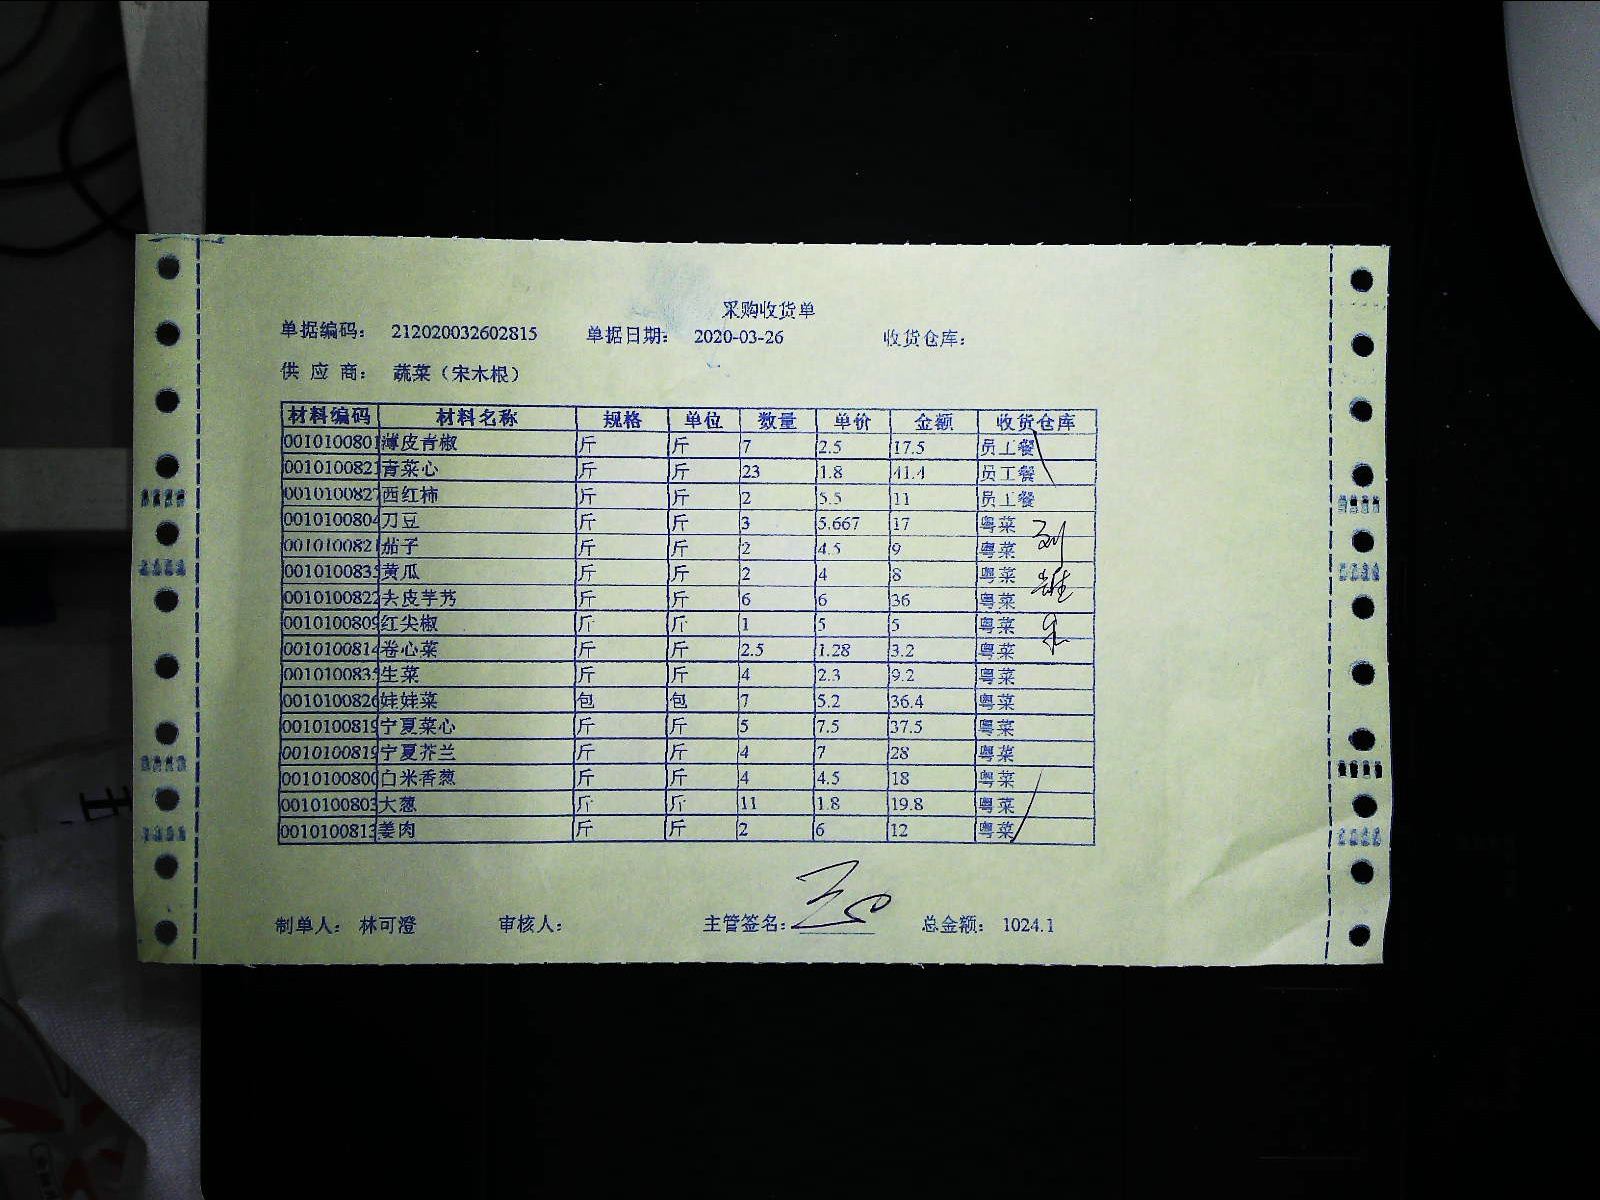 采购收货单
单据编码： 212020032602815 单据日期： 2020-03-26 收货仓库：
供 应 商： 蔬菜（宋木根）
材料编码 材料名称 规格 单位 数量 单价 金额 收货仓库
0010100801 薄皮青椒 斤 斤 7 2.5 17.5 员工餐
0010100821 青菜心 斤 斤 23 1.8 41.4 员工餐
0010100827 西红柿 斤 斤 2 5.5 11 员工餐
0010100804 刀豆 斤 斤 3 5.667 17 粤菜
0010100821 茄子 斤 斤 2 4.5 9 粤菜
001010083 黄瓜 斤 斤 2 4 8 粤菜
0010100822 去皮芋艿 斤 斤 6 6 36 粤菜
0010100809 红尖椒 斤 斤 1 5 5 粤菜
0010100814 卷心菜 斤 斤 2.5 1.28 3.2 粤菜
001010083 生菜 斤 斤 4 2.3 9.2 粤菜
0010100826 娃娃菜 包 包 7 5.2 36.4 粤菜
0010100819 宁夏菜心 斤 斤 5 7.5 37.5 粤菜
0010100819 宁夏芥兰 斤 斤 4 7 28 粤菜
0010100800 白米香葱 斤 斤 4 4.5 18 粤菜
0010100803 大葱 斤 斤 11 1.8 19.8 粤菜
0010100813 姜肉 斤 斤 2 6 12 粤菜
制单人： 林可澄 审核人： 主管签名： 总金额： 1024.1